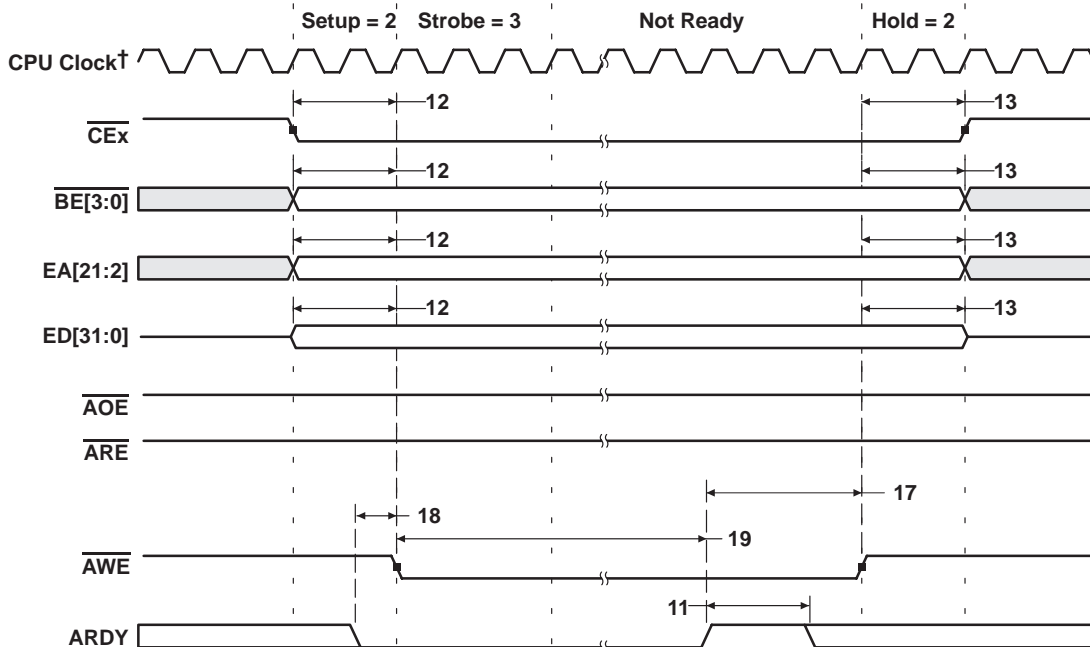 Setup = 2 Strobe = 3 Not Ready Hold = 2
CPU Clock†
12 13
CEx
12 13
BE[3:0]
12 13
EA[21:2]
12 13
ED[31:0]
AOE
ARE
17
18
19
AWE
11
ARDY